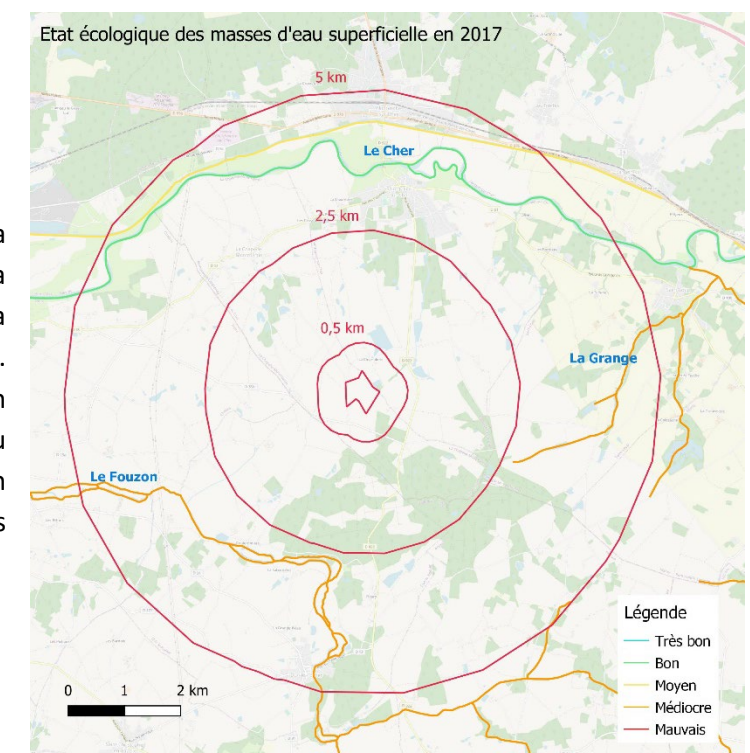 Etat écologique des masses d'eau superficielle en 2017
5 km
Le Cher
2,5 km
0,5 km
La Grange
Le Fouzon
a
a
a
.
n
u
n
s
Légende
Très bon
Bon
Moyen
Médiocre
Mauvais
0 1 2 km